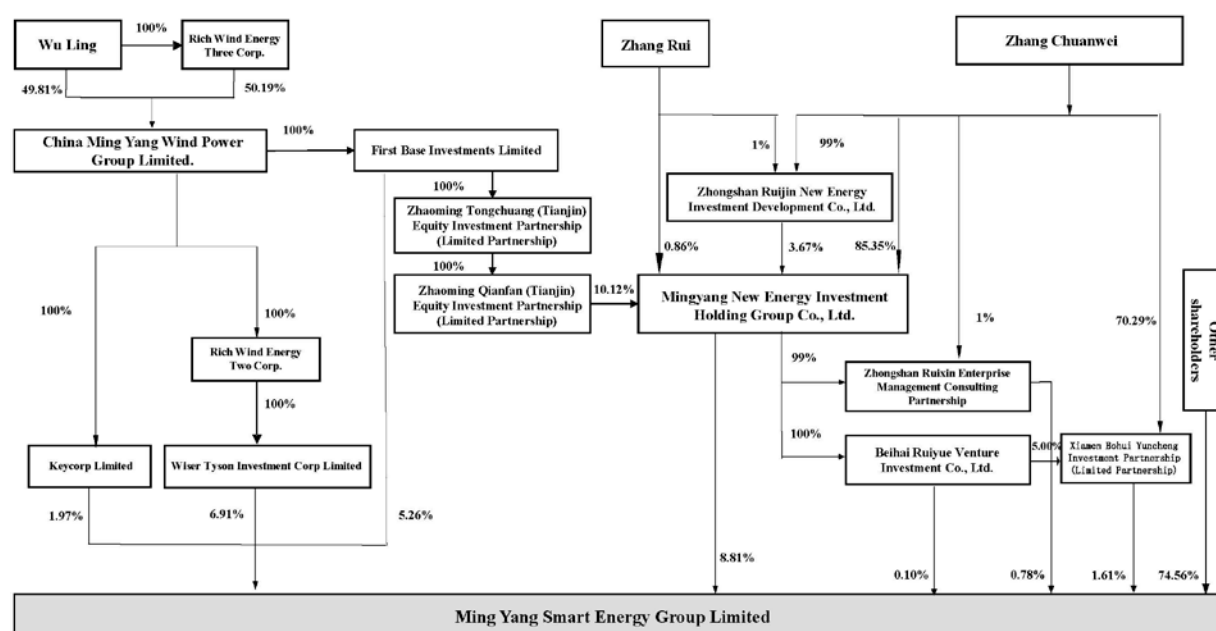 Wu Ling
100%
Rich Wind Energy
Three Corp.
Zhang Rui
Zhang Chuanwei
49.81%
50.19%
China Ming Yang Wind Power
Group Limited.
100%
First Base Investments Limited
1%
99%
100%
Zhaoming Tongchuang (Tianjin)
Equity Investment Partnership
(Limited Partnership)
Zhongshan Ruijin New Energy
Investment Development Co., Ltd.
0.86%
3.67%
85.35%
100%
Zhaoming Qianfan (Tianjin)
Equity Investment Partnership
(Limited Partnership)
10.12%
Mingyang New Energy Investment
Holding Group Co., Ltd.
Other
shareholders
100%
100%
1%
70.29%
Rich Wind Energy
Two Corp.
99%
Zhongshan Ruixin Enterprise
Management Consulting
Partnership
100%
100%
Keycorp Limited
Wiser Tyson Investment Corp Limited
Beihai Ruiyue Venture
Investment Co., Ltd.
5.00%
Xiamen Bohui Yuncheng
Investment Partnership
(Limited Partnership)
1.97%
6.91%
5.26%
8.81%
0.10%
0.78%
1.61%
74.56%
Ming Yang Smart Energy Group Limited